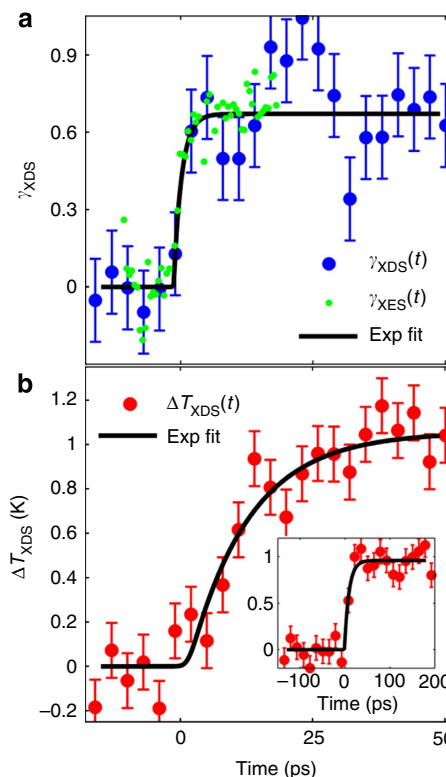 a
0.9
0.6
0.3
0
γXDS
γXDS(t)
γXES(t)
Exp fit
b
1.2
1
0.8
0.6
0.4
0.2
0
−0.2
ΔTXDS (K)
ΔTXDS(t)
Exp fit
1
0.5
0
−100 0 100 200
Time (ps)
0 25 50
Time (ps)